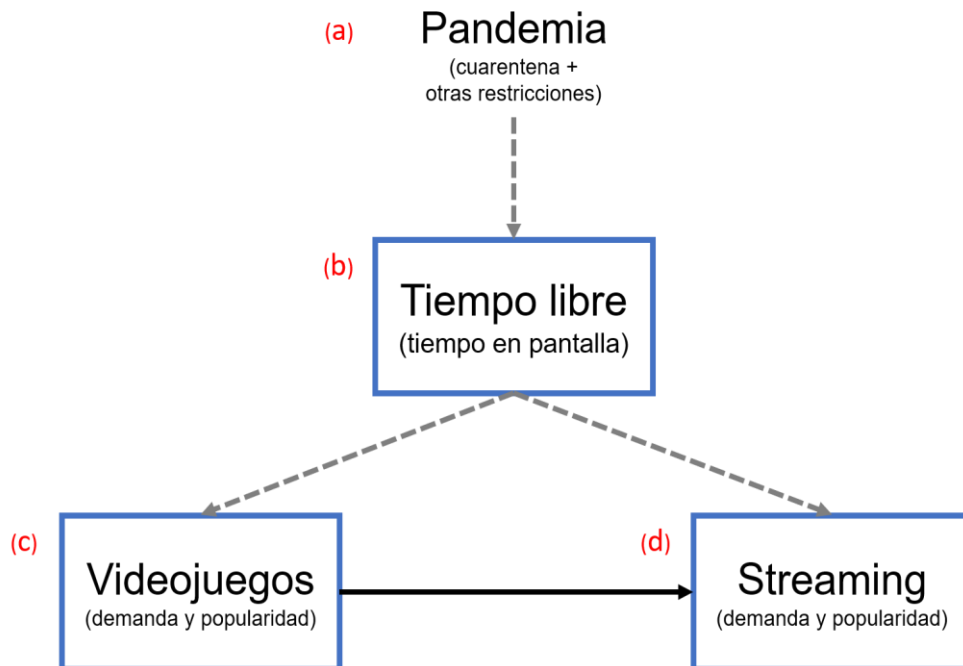 (a) Pandemia
(cuarentena +
otras restricciones)
(b)
Tiempo libre
(tiempo en pantalla)
(c)
Videojuegos
(demanda y popularidad)
(d)
Streaming
(demanda y popularidad)